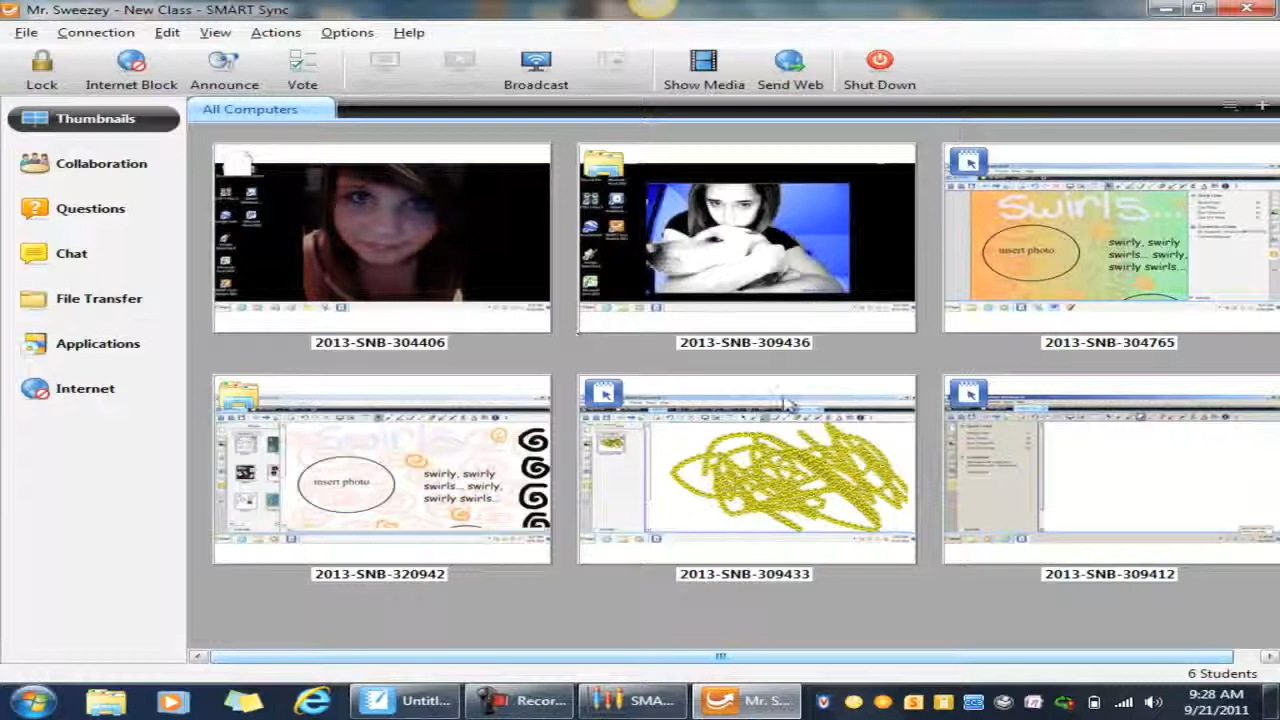 Mr. Sweezey - New Class - SMART Sync
File Connection Edit View Actions Options Help
Lock Internet Block Announce Vote Broadcast Show Media Send Web Shut Down
Thumbnails
All Computers
Collaboration
Questions
Chat
File Transfer
Applications
Internet
swirls...
insert photo
swirly, swirly
swirls... swirly,
swirly swirls...
2013-SNB-304406
2013-SNB-309436
2013-SNB-304765
swirls
insert photo
swirly, swirly
swirls... swirly,
swirly swirls...
2013-SNB-320942
2013-SNB-309433
2013-SNB-309412
6 Students
Untitl... Recor... SMA... Mr. S...
9:28 AM
9/21/2011